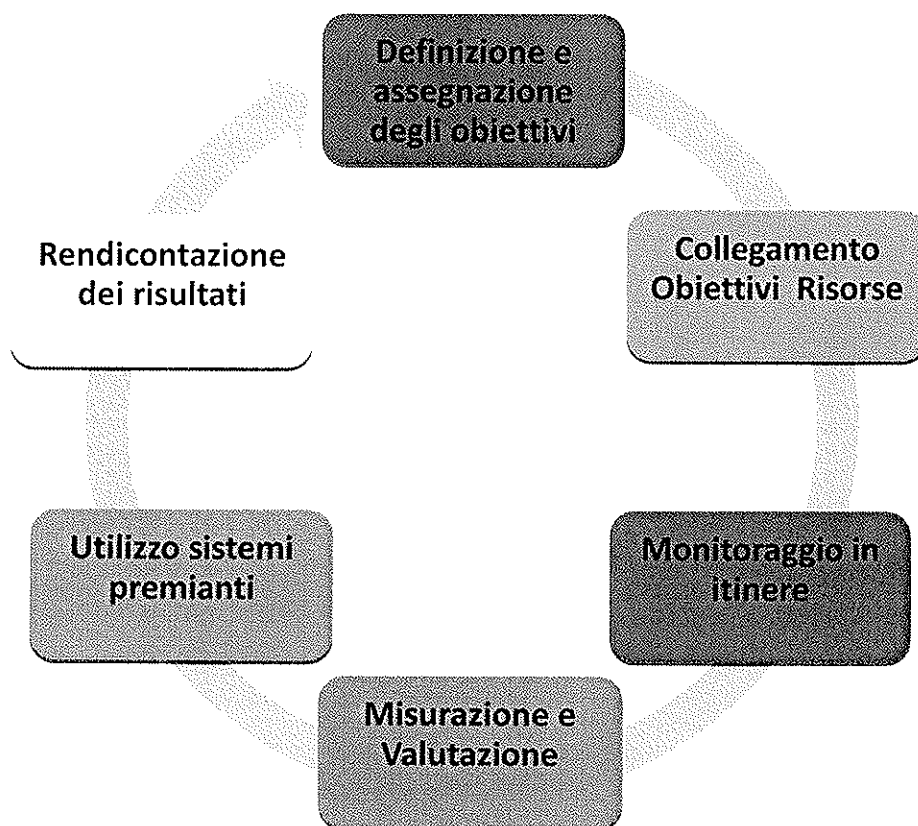 Definizione e
assegnazione
degli obiettivi
Collegamento
Obiettivi Risorse
Monitoraggio in
itinere
Misurazione e
Valutazione
Utilizzo sistemi
premianti
Rendicontazione
dei risultati